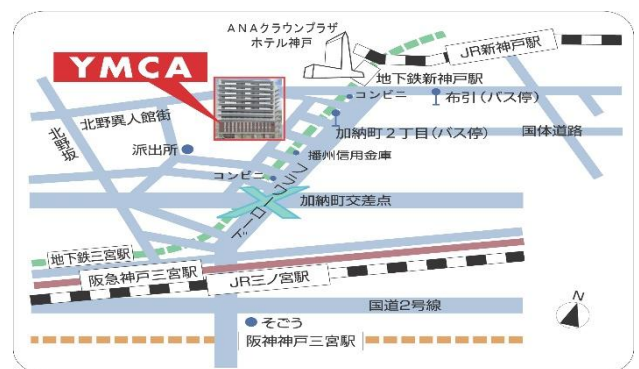 ANAクラウンプラザ
ホテル神戸
JR新神戸駅
YMCA
地下鉄新神戸駅
コンビニ
布引(バス停)
北野異人館街
加納町2丁目(バス停)
国体道路
北野坂
派出所
播州信用金庫
コンビニ
フラワーロード
加納町交差点
地下鉄三宮駅
阪急神戸三宮駅
JR三ノ宮駅
国道2号線
N
そごう
阪神神戸三宮駅